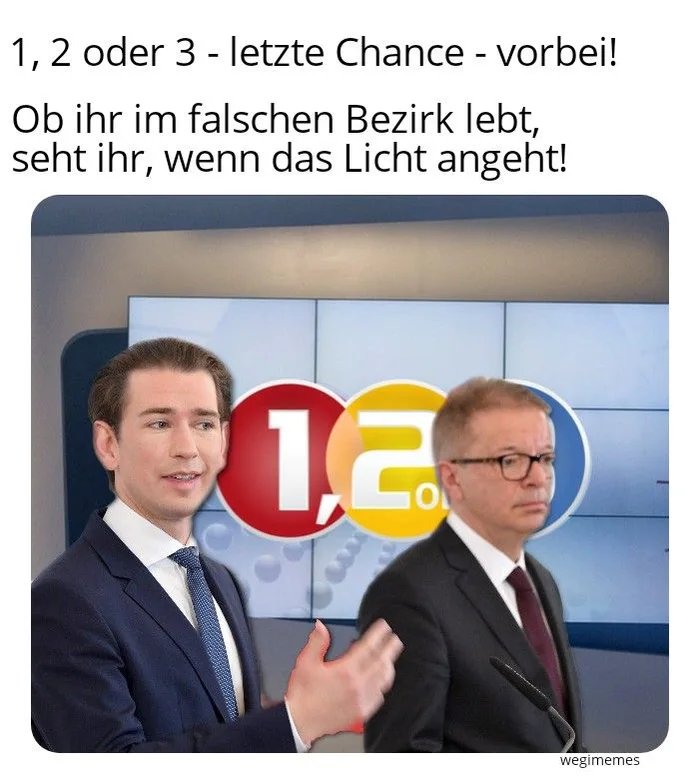 1, 2 oder 3 - letzte Chance - vorbei!
Ob ihr im falschen Bezirk lebt,
seht ihr, wenn das Licht angeht!
1, 2 o
wegimemes